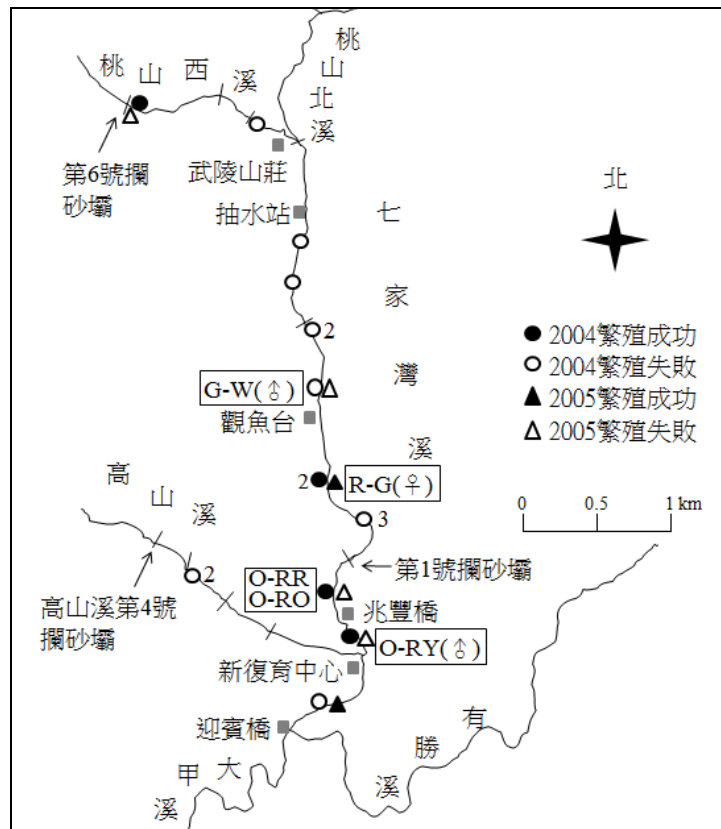 桃山西溪
桃山北溪
第6號攔
砂壩
武陵山莊
抽水站
北
七家灣溪
2
G-W(♂)
觀魚台
● 2004繁殖成功
○ 2004繁殖失敗
▲ 2005繁殖成功
△ 2005繁殖失敗
高山溪
2
R-G(♀)
3
0 0.5 1 km
2
O-RR
O-RO
第1號攔砂壩
高山溪第4號
攔砂壩
兆豐橋
O-RY(♂)
新復育中心
迎賓橋
有勝溪
大甲溪